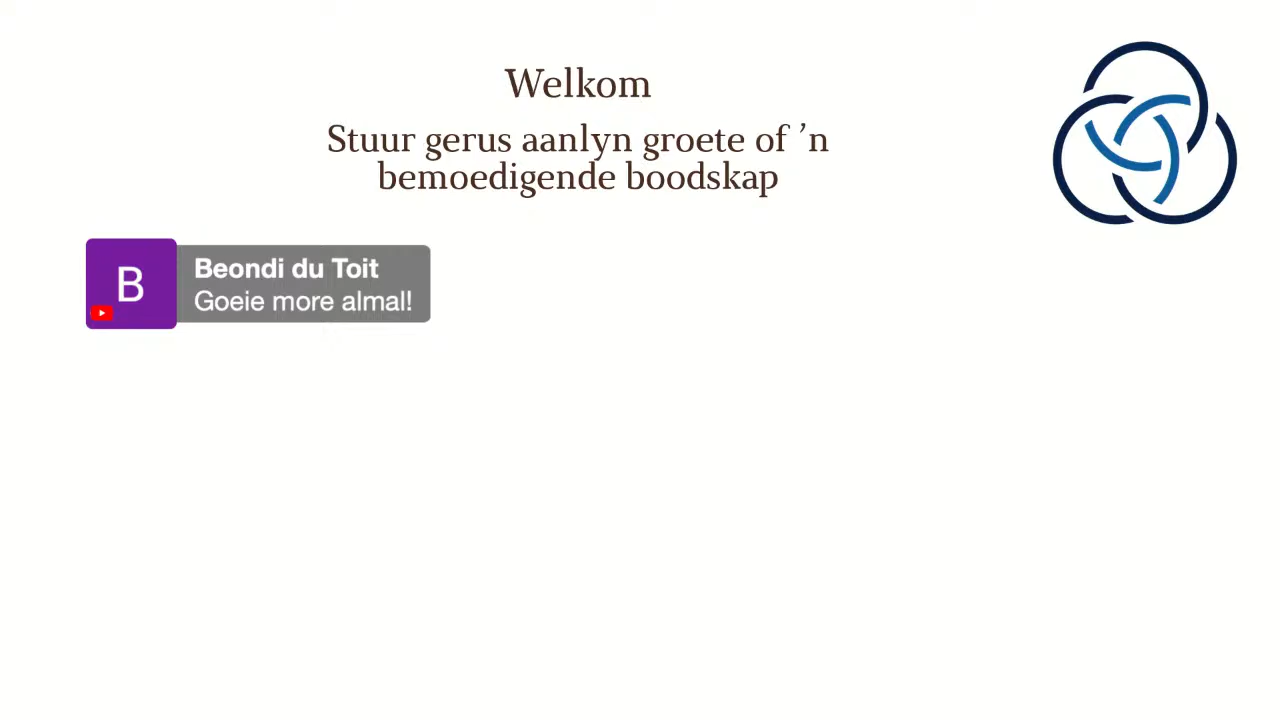 Welkom
Stuur gerus aanlyn groete of ’n
bemoedigende boodskap
B
Beondi du Toit
Goeie more almal!